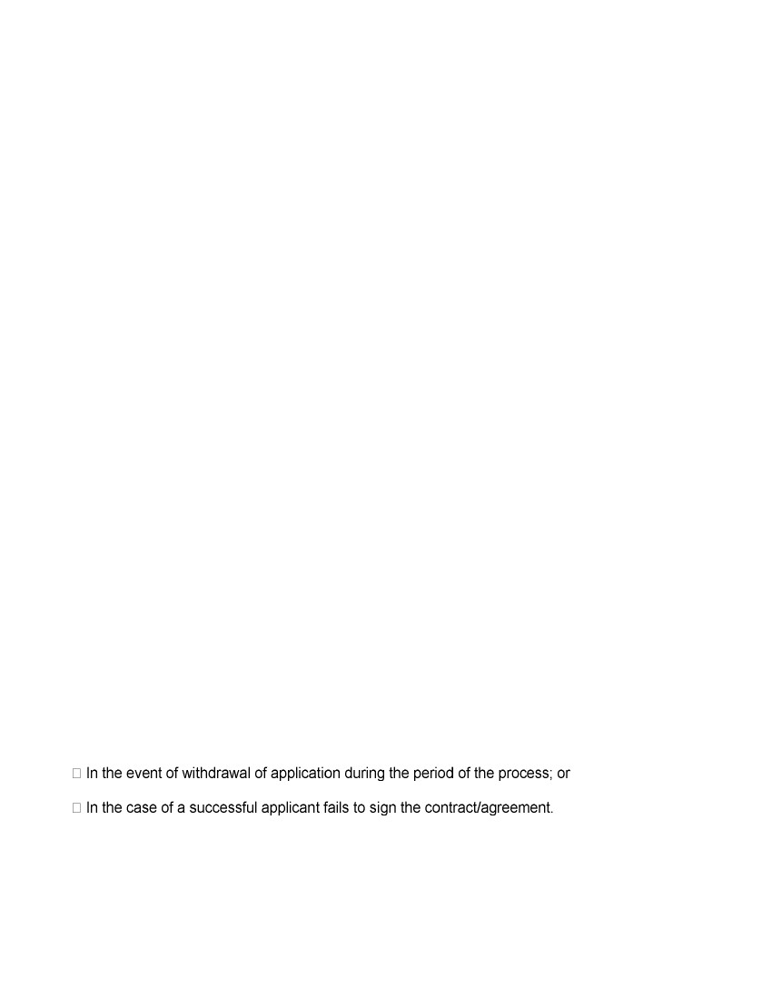 □ In the event of withdrawal of application during the period of the process; or
□ In the case of a successful applicant fails to sign the contract/agreement.